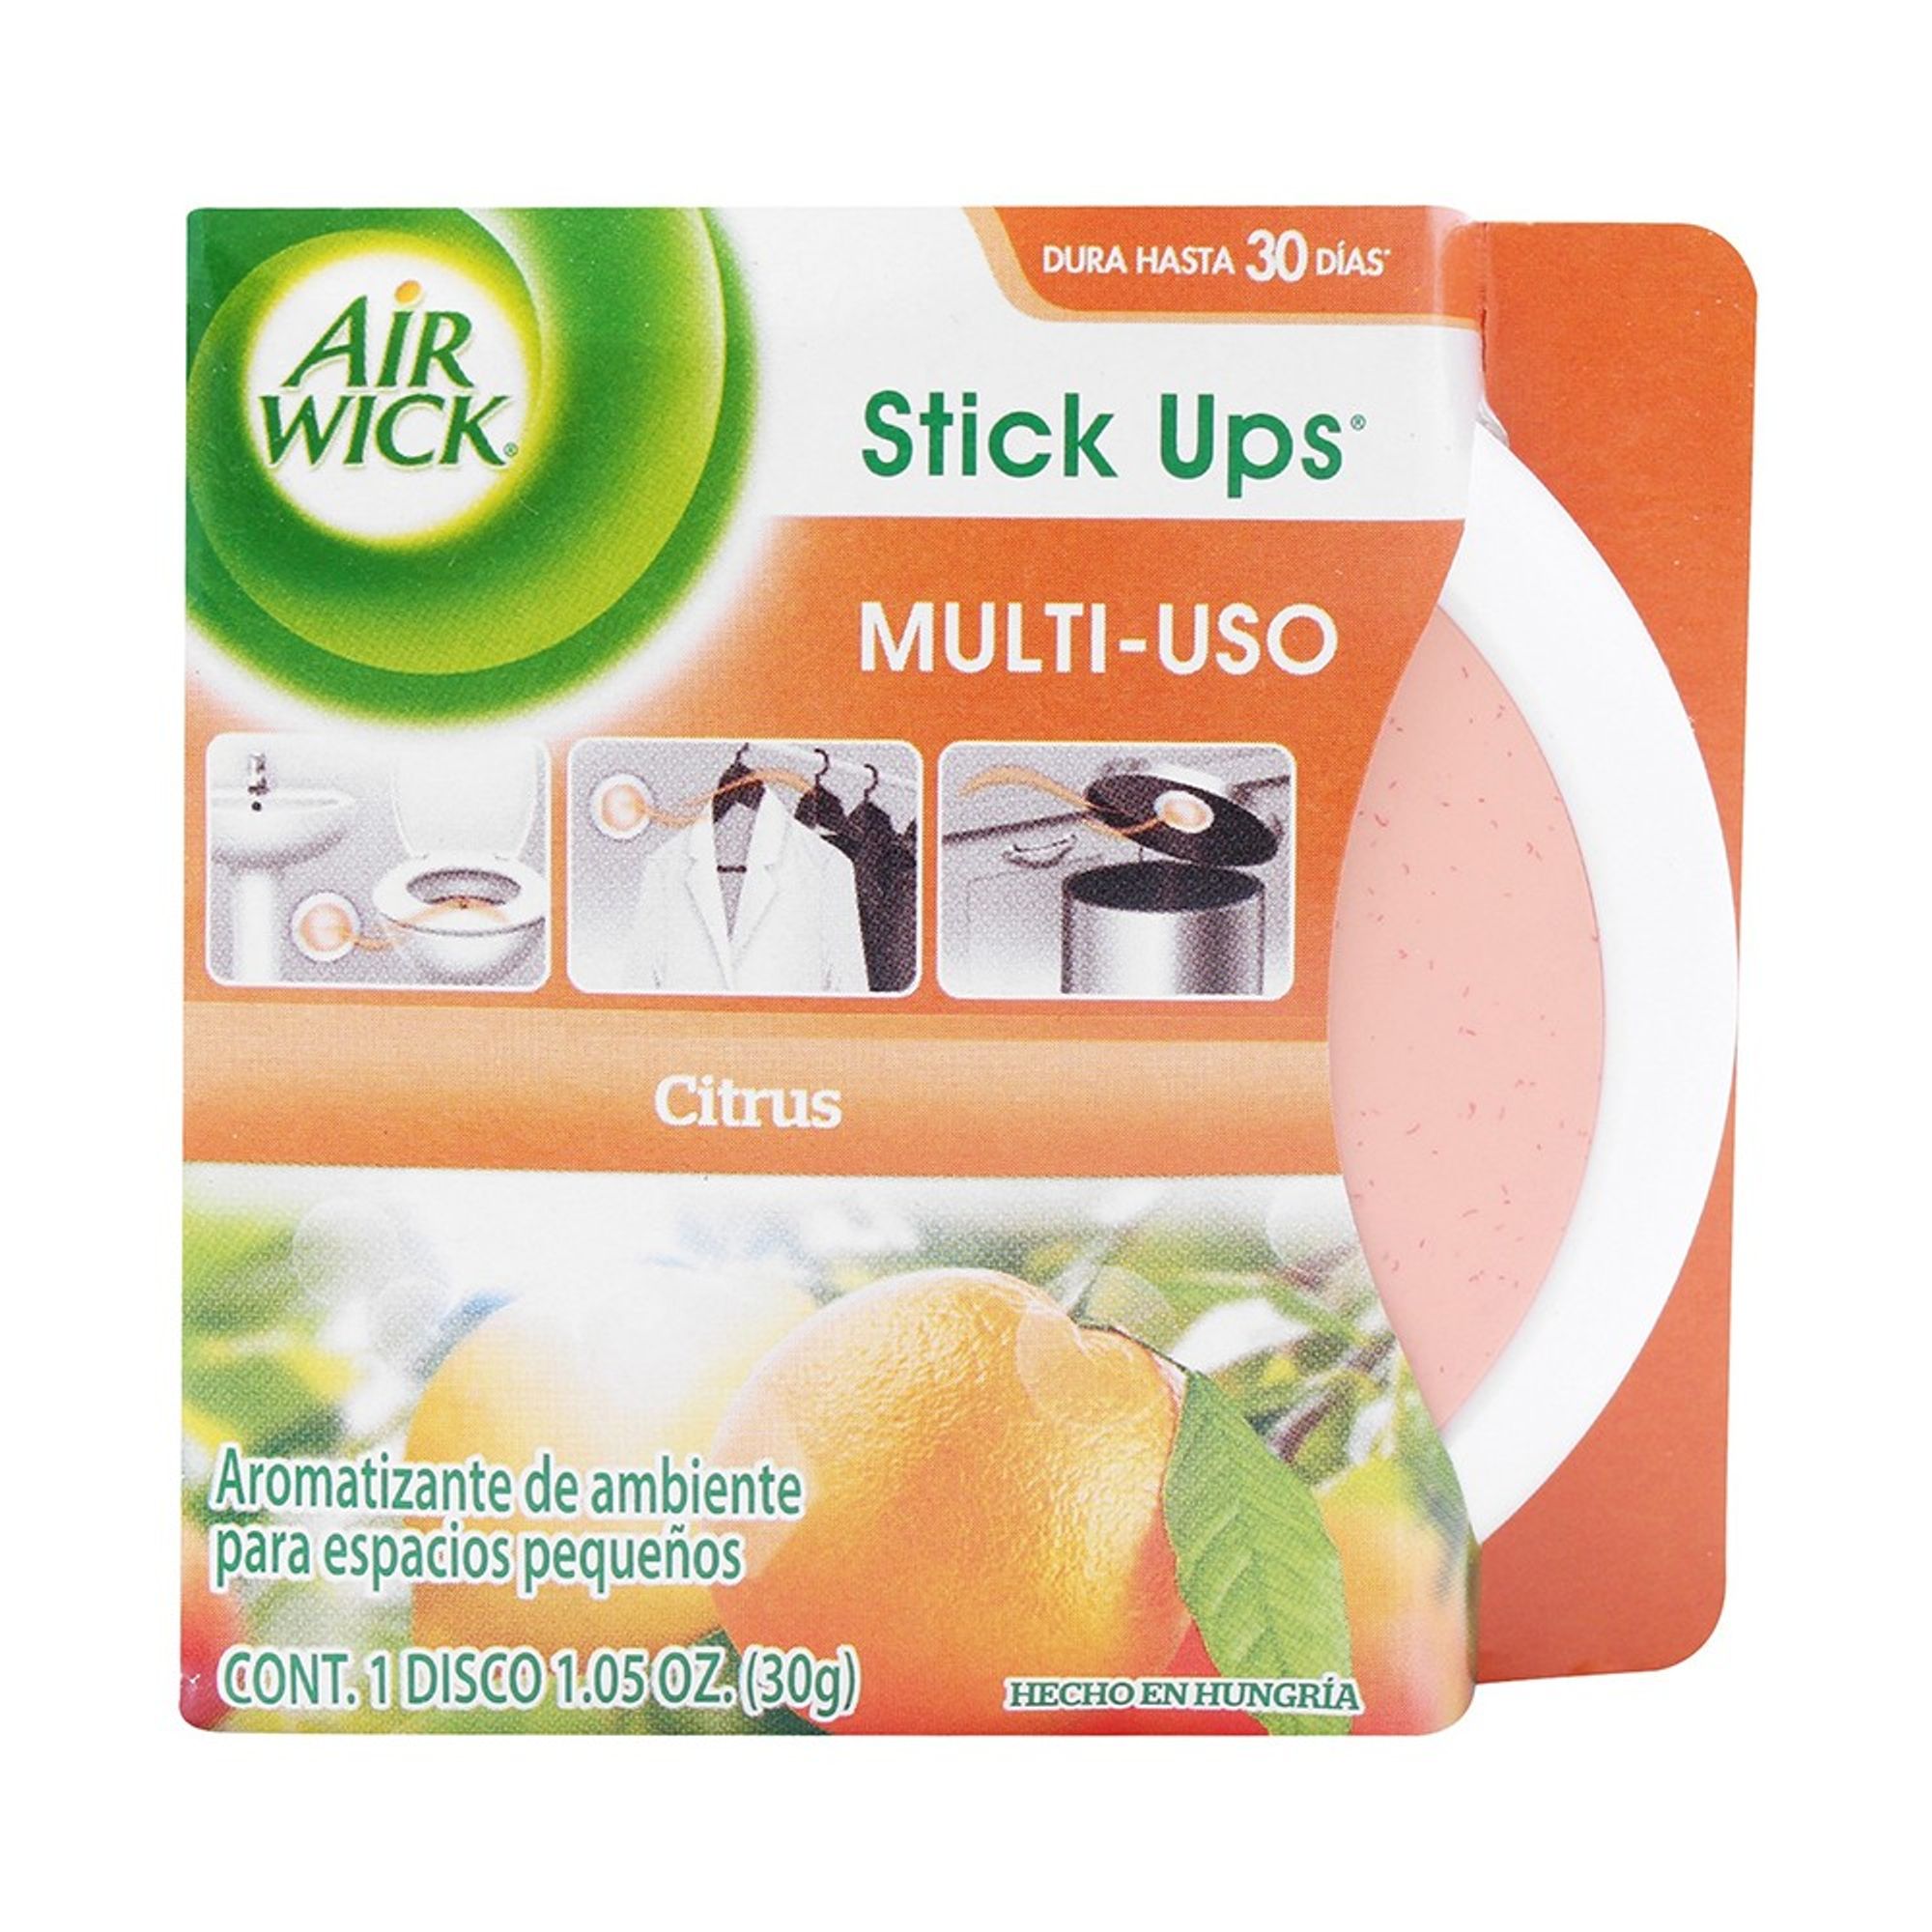 AIR
WICK®
DURA HASTA 30 DÍAS*
Stick Ups®
MULTI-USO
Citrus
Aromatizante de ambiente
para espacios pequeños
CONT. 1 DISCO 1.05 OZ. (30g)
HECHO EN HUNGRÍA